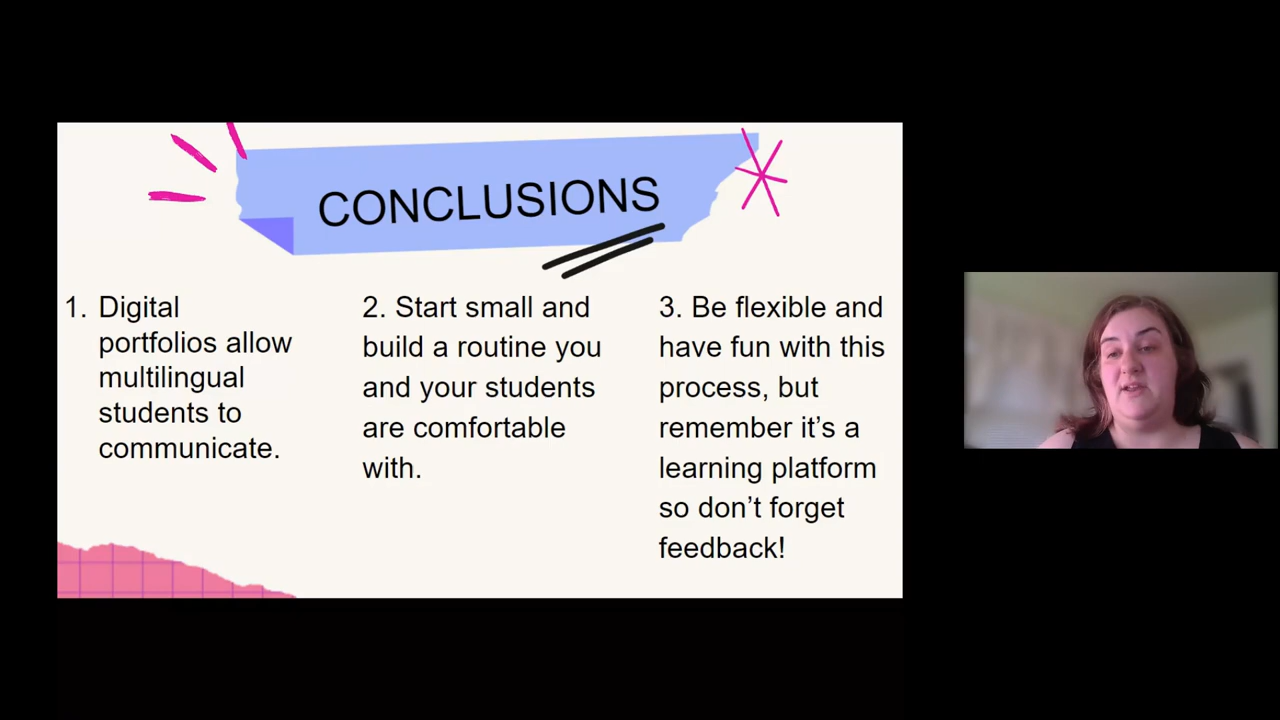 CONCLUSIONS
1. Digital
portfolios allow
multilingual
students to
communicate.
2. Start small and
build a routine you
and your students
are comfortable
with.
3. Be flexible and
have fun with this
process, but
remember it’s a
learning platform
so don’t forget
feedback!